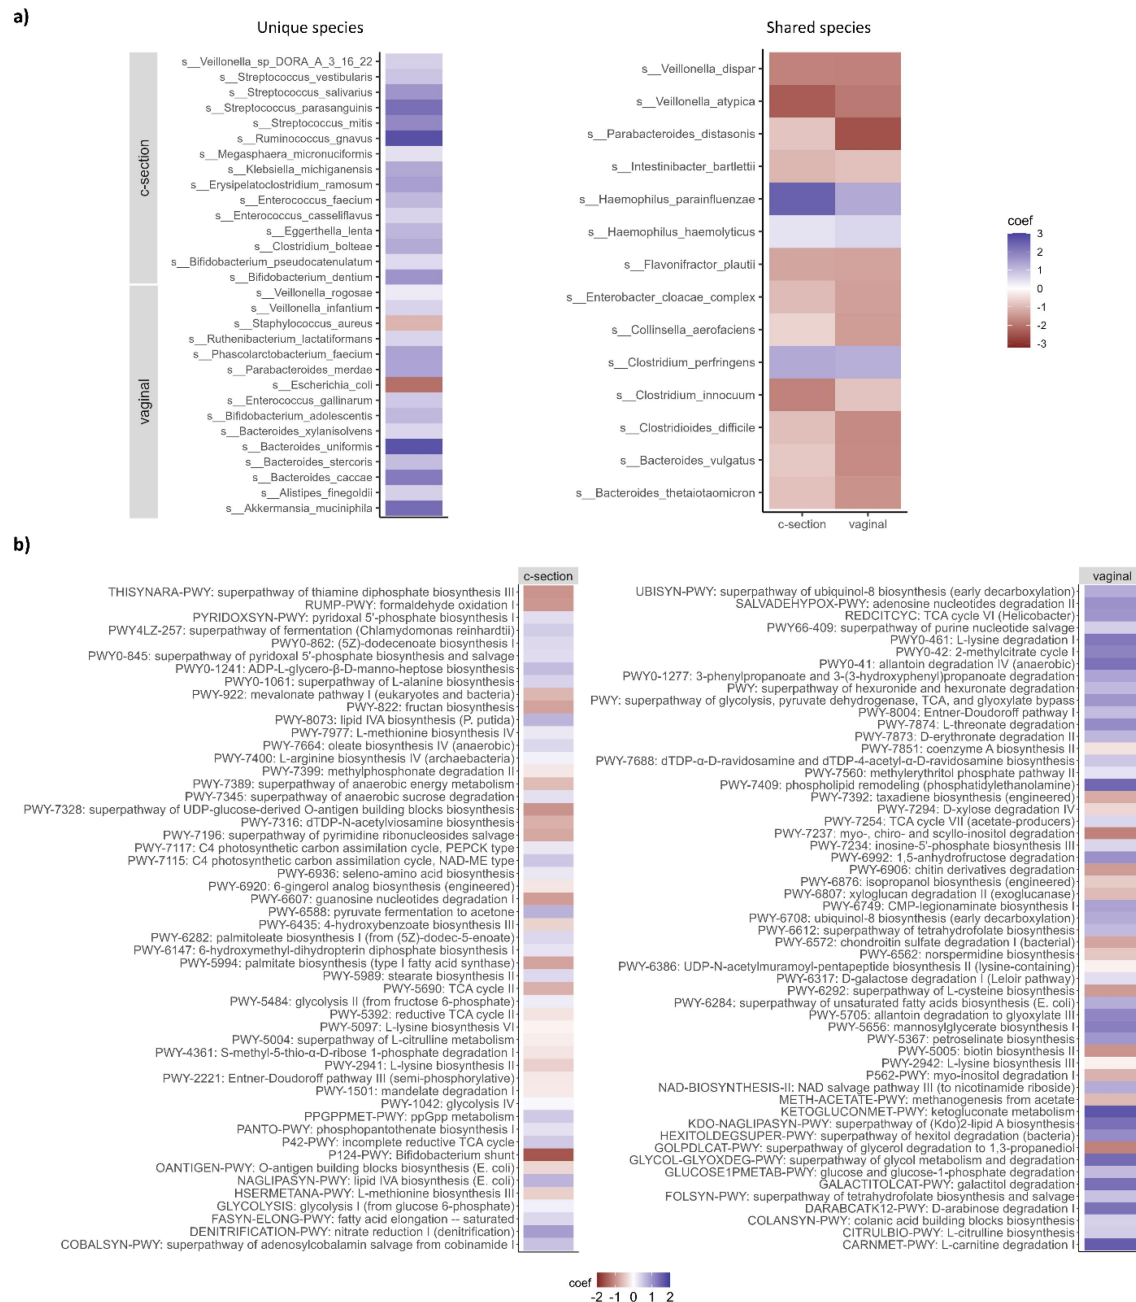 a)
Unique species
c-section
vaginal
s__Veillonella_sp_DORA_A_3_16_22
s__Streptococcus_vestibularis
s__Streptococcus_salivarius
s__Streptococcus_parasanguinis
s__Streptococcus_mitis
s__Ruminococcus_gnavus
s__Megasphaera_micronuciformis
s__Klebsiella_michiganensis
s__Erysipelatoclostridium_ramosum
s__Enterococcus_faecium
s__Enterococcus_casseliflavus
s__Eggerthella_lenta
s__Clostridium_bolteae
s__Bifidobacterium_pseudocatenulatum
s__Bifidobacterium_dentium
s__Veillonella_rogosae
s__Veillonella_infantium
s__Staphylococcus_aureus
s__Ruthenibacterium_lactatiformans
s__Phascolarctobacterium_faecium
s__Parabacteroides_merdae
s__Escherichia_coli
s__Enterococcus_gallinarum
s__Bifidobacterium_adolescentis
s__Bacteroides_xylanisolvens
s__Bacteroides_uniformis
s__Bacteroides_stercoris
s__Bacteroides_caccae
s__Alistipes_finegoldii
s__Akkermansia_muciniphila
Shared species
s__Veillonella_dispar
s__Veillonella_atypica
s__Parabacteroides_distasonis
s__Intestinibacter_bartlettii
s__Haemophilus_parainfluenzae
s__Haemophilus_haemolyticus
s__Flavonifractor_plautii
s__Enterobacter_cloacae_complex
s__Collinsella_aerofaciens
s__Clostridium_perfringens
s__Clostridium_innocuum
s__Clostridioides_difficile
s__Bacteroides_vulgatus
s__Bacteroides_thetaiotaomicron
c-section vaginal
coef
3
2
1
0
-1
-2
-3
b)
c-section
THISYNARA-PWY: superpathway of thiamine diphosphate biosynthesis III
RUMP-PWY: formaldehyde oxidation I
PYRIDOXSYN-PWY: pyridoxal 5'-phosphate biosynthesis I
PWY4LZ-257: superpathway of fermentation (Chlamydomonas reinhardtii)
PWY0-862: (5Z)-dodecenoate biosynthesis I
PWY0-845: superpathway of pyridoxal 5'-phosphate biosynthesis and salvage
PWY0-1241: ADP-L-glycero-β-D-manno-heptose biosynthesis
PWY0-1061: superpathway of L-alanine biosynthesis
PWY-922: mevalonate pathway I (eukaryotes and bacteria)
PWY-822: fructan biosynthesis
PWY-8073: lipid IVA biosynthesis (P. putida)
PWY-7977: L-methionine biosynthesis IV
PWY-7664: oleate biosynthesis IV (anaerobic)
PWY-7400: L-arginine biosynthesis IV (archaebacteria)
PWY-7399: methylphosphonate degradation II
PWY-7389: superpathway of anaerobic energy metabolism
PWY-7345: superpathway of anaerobic sucrose degradation
PWY-7328: superpathway of UDP-glucose-derived O-antigen building blocks biosynthesis
PWY-7316: dTDP-N-acetylviosamine biosynthesis
PWY-7196: superpathway of pyrimidine ribonucleosides salvage
PWY-7117: C4 photosynthetic carbon assimilation cycle, PEPCK type
PWY-7115: C4 photosynthetic carbon assimilation cycle, NAD-ME type
PWY-6936: seleno-amino acid biosynthesis
PWY-6920: 6-gingerol analog biosynthesis (engineered)
PWY-6607: guanosine nucleotides degradation I
PWY-6588: pyruvate fermentation to acetone
PWY-6435: 4-hydroxybenzoate biosynthesis III
PWY-6282: palmitoleate biosynthesis I (from (5Z)-dodec-5-enoate)
PWY-6147: 6-hydroxymethyl-dihydropterin diphosphate biosynthesis I
PWY-5994: palmitate biosynthesis (type I fatty acid synthase)
PWY-5989: stearate biosynthesis II
PWY-5690: TCA cycle II
PWY-5484: glycolysis II (from fructose 6-phosphate)
PWY-5392: reductive TCA cycle II
PWY-5097: L-lysine biosynthesis VI
PWY-5004: superpathway of L-citrulline metabolism
PWY-4361: S-methyl-5-thio-α-D-ribose 1-phosphate degradation I
PWY-2941: L-lysine biosynthesis II
PWY-2221: Entner-Doudoroff pathway III (semi-phosphorylative)
PWY-1501: mandelate degradation I
PWY-1042: glycolysis IV
PPGPPMET-PWY: ppGpp metabolism
PANTO-PWY: phosphopantothenate biosynthesis I
P42-PWY: incomplete reductive TCA cycle
P124-PWY: Bifidobacterium shunt
OANTIGEN-PWY: O-antigen building blocks biosynthesis (E. coli)
NAGLIPASYN-PWY: lipid IVA biosynthesis (E. coli)
HSERMETANA-PWY: L-methionine biosynthesis III
GLYCOLYSIS: glycolysis I (from glucose 6-phosphate)
FASYN-ELONG-PWY: fatty acid elongation -- saturated
DENITRIFICATION-PWY: nitrate reduction I (denitrification)
COBALSYN-PWY: superpathway of adenosylcobalamin salvage from cobinamide I
vaginal
UBISYN-PWY: superpathway of ubiquinol-8 biosynthesis (early decarboxylation)
SALVADEHYPOX-PWY: adenosine nucleotides degradation II
REDCITCYC: TCA cycle VI (Helicobacter)
PWY66-409: superpathway of purine nucleotide salvage
PWY0-461: L-lysine degradation I
PWY0-42: 2-methylcitrate cycle I
PWY0-41: allantoin degradation IV (anaerobic)
PWY0-1277: 3-phenylpropanoate and 3-(3-hydroxyphenyl)propanoate degradation
PWY: superpathway of hexuronide and hexuronate degradation
PWY: superpathway of glycolysis, pyruvate dehydrogenase, TCA, and glyoxylate bypass
PWY-8004: Entner-Doudoroff pathway I
PWY-7874: L-threonate degradation
PWY-7873: D-erythronate degradation II
PWY-7851: coenzyme A biosynthesis II
PWY-7688: dTDP-α-D-ravidosamine and dTDP-4-acetyl-α-D-ravidosamine biosynthesis
PWY-7560: methylerythritol phosphate pathway II
PWY-7409: phospholipid remodeling (phosphatidylethanolamine)
PWY-7392: taxadiene biosynthesis (engineered)
PWY-7294: D-xylose degradation IV
PWY-7254: TCA cycle VII (acetate-producers)
PWY-7237: myo-, chiro- and scyllo-inositol degradation
PWY-7234: inosine-5'-phosphate biosynthesis III
PWY-6992: 1,5-anhydrofructose degradation
PWY-6906: chitin derivatives degradation
PWY-6876: isopropanol biosynthesis (engineered)
PWY-6807: xyloglucan degradation II (exoglucanase)
PWY-6749: CMP-legionaminate biosynthesis I
PWY-6708: ubiquinol-8 biosynthesis (early decarboxylation)
PWY-6612: superpathway of tetrahydrofolate biosynthesis
PWY-6572: chondroitin sulfate degradation I (bacterial)
PWY-6562: norspermidine biosynthesis
PWY-6386: UDP-N-acetylmuramoyl-pentapeptide biosynthesis II (lysine-containing)
PWY-6317: D-galactose degradation I (Leloir pathway)
PWY-6292: superpathway of L-cysteine biosynthesis
PWY-6284: superpathway of unsaturated fatty acids biosynthesis (E. coli)
PWY-5705: allantoin degradation to glyoxylate III
PWY-5656: mannosylglycerate biosynthesis I
PWY-5367: petroselinate biosynthesis
PWY-5005: biotin biosynthesis II
PWY-2942: L-lysine biosynthesis III
P562-PWY: myo-inositol degradation I
NAD-BIOSYNTHESIS-II: NAD salvage pathway III (to nicotinamide riboside)
METH-ACETATE-PWY: methanogenesis from acetate
KETOGLUCONMET-PWY: ketogluconate metabolism
KDO-NAGLIPASYN-PWY: superpathway of (Kdo)2-lipid A biosynthesis
HEXITOLDEGSUPER-PWY: superpathway of hexitol degradation (bacteria)
GOLPDLCAT-PWY: superpathway of glycerol degradation to 1,3-propanediol
GLYCOL-GLYOXDEG-PWY: superpathway of glycol metabolism and degradation
GLUCOSE1PMETAB-PWY: glucose and glucose-1-phosphate degradation
GALACTITOLCAT-PWY: galactitol degradation
FOLSYN-PWY: superpathway of tetrahydrofolate biosynthesis and salvage
DARABCATK12-PWY: D-arabinose degradation I
COLANSYN-PWY: colanic acid building blocks biosynthesis
CITRULBIO-PWY: L-citrulline biosynthesis
CARNMET-PWY: L-carnitine degradation I
coef
-2 -1 0 1 2